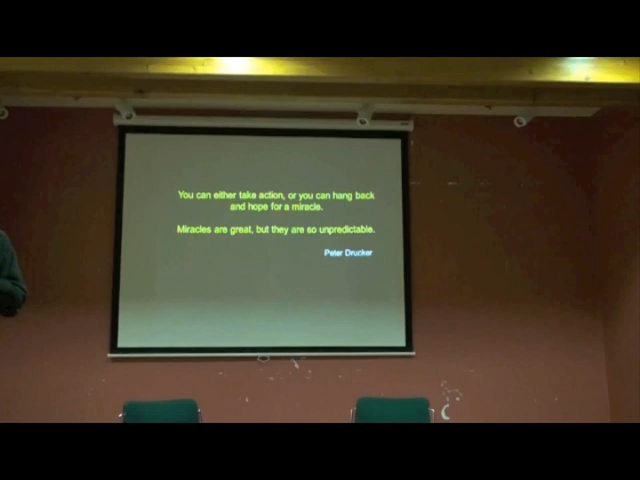 You can either take action, or you can hang back
and hope for a miracle.
Miracles are great, but they are so unpredictable.
Peter Drucker